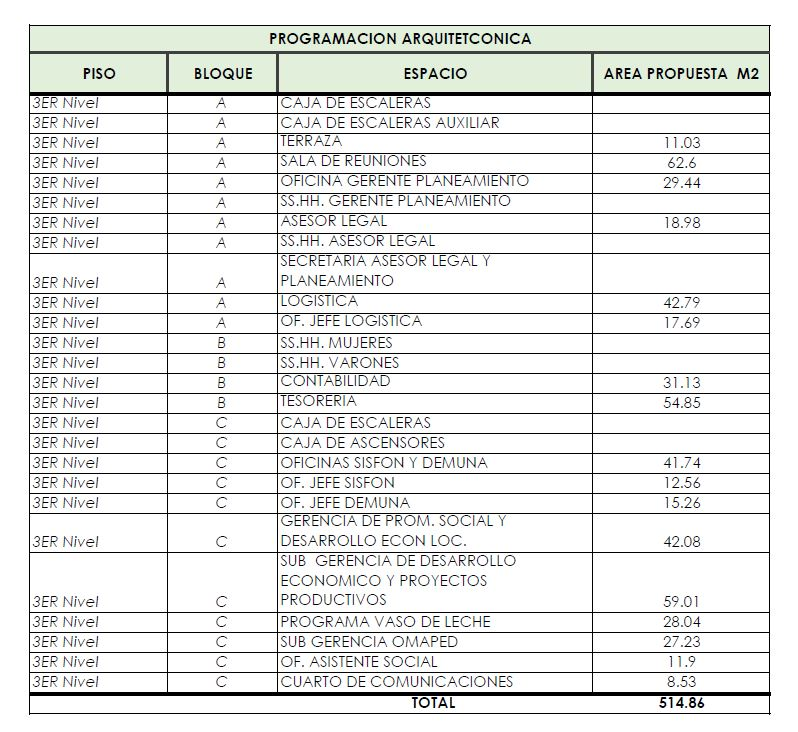 PROGRAMACION ARQUITETCONICA
PISO BLOQUE ESPACIO AREA PROPUESTA M2
3ER Nivel A CAJA DE ESCALERAS
3ER Nivel A CAJA DE ESCALERAS AUXILIAR
3ER Nivel A TERRAZA 11.03
3ER Nivel A SALA DE REUNIONES 62.6
3ER Nivel A OFICINA GERENTE PLANEAMIENTO 29.44
3ER Nivel A SS.HH. GERENTE PLANEAMIENTO
3ER Nivel A ASESOR LEGAL 18.98
3ER Nivel A SS.HH. ASESOR LEGAL
SECRETARIA ASESOR LEGAL Y
3ER Nivel A PLANEAMIENTO
3ER Nivel A LOGISTICA 42.79
3ER Nivel A OF. JEFE LOGISTICA 17.69
3ER Nivel B SS.HH. MUJERES
3ER Nivel B SS.HH. VARONES
3ER Nivel B CONTABILIDAD 31.13
3ER Nivel B TESORERIA 54.85
3ER Nivel C CAJA DE ESCALERAS
3ER Nivel C CAJA DE ASCENSORES
3ER Nivel C OFICINAS SISFON Y DEMUNA 41.74
3ER Nivel C OF. JEFE SISFON 12.56
3ER Nivel C OF. JEFE DEMUNA 15.26
GERENCIA DE PROM. SOCIAL Y
3ER Nivel C DESARROLLO ECON LOC. 42.08
SUB GERENCIA DE DESARROLLO
ECONOMICO Y PROYECTOS
3ER Nivel C PRODUCTIVOS 59.01
3ER Nivel C PROGRAMA VASO DE LECHE 28.04
3ER Nivel C SUB GERENCIA OMAPED 27.23
3ER Nivel C OF. ASISTENTE SOCIAL 11.9
3ER Nivel C CUARTO DE COMUNICACIONES 8.53
TOTAL 514.86